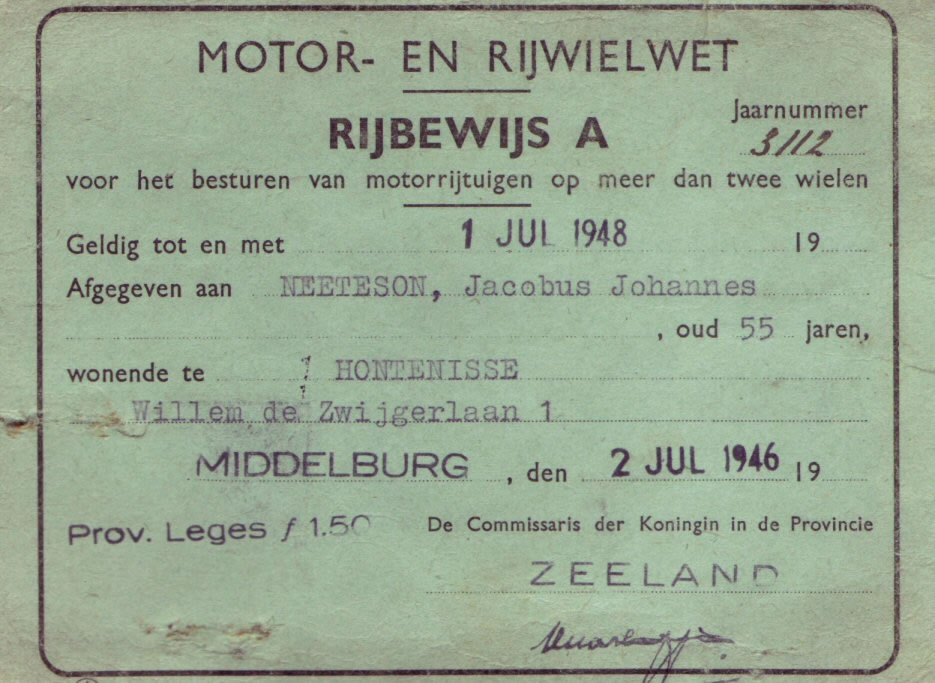 MOTOR- EN RIJWIELWET
RIJBEWIJS A
Jaarnummer
3112
voor het besturen van motorrijtuigen op meer dan twee wielen
Geldig tot en met 1 JUL 1948 19
Afgegeven aan NEETESON, Jacobus Johannes
, oud 55 jaren,
wonende te HONTENISSE
Willem de Zwijgerlaan 1
MIDDELBURG , den 2 JUL 1946 19
Prov. Leges ƒ 1.50 De Commissaris der Koningin in de Provincie
ZEELAND